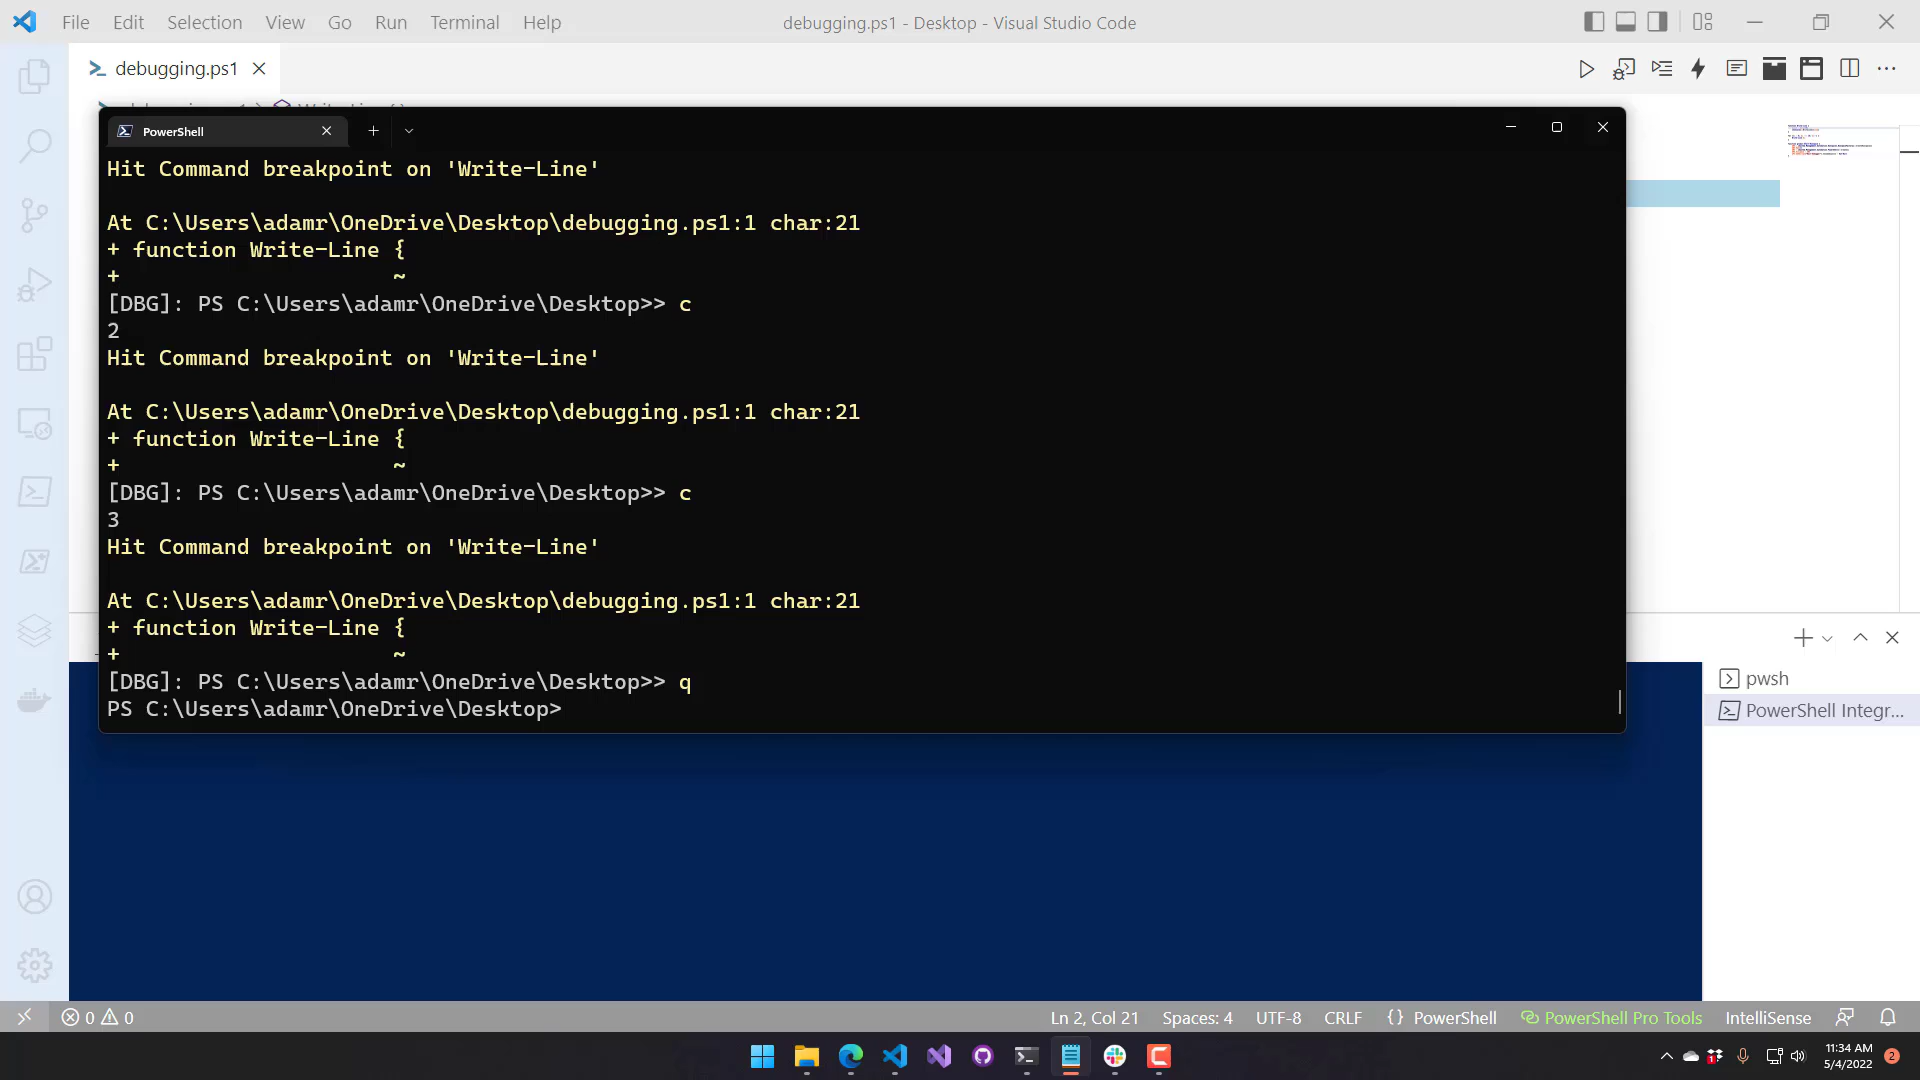 File Edit Selection View Go Run Terminal Help
debugging.ps1 - Desktop - Visual Studio Code
debugging.ps1
PowerShell
Hit Command breakpoint on 'Write-Line'
At C:\Users\adamr\OneDrive\Desktop\debugging.ps1:1 char:21
+ function Write-Line {
+ ~
[DBG]: PS C:\Users\adamr\OneDrive\Desktop>> c
2
Hit Command breakpoint on 'Write-Line'
At C:\Users\adamr\OneDrive\Desktop\debugging.ps1:1 char:21
+ function Write-Line {
+ ~
[DBG]: PS C:\Users\adamr\OneDrive\Desktop>> c
3
Hit Command breakpoint on 'Write-Line'
At C:\Users\adamr\OneDrive\Desktop\debugging.ps1:1 char:21
+ function Write-Line {
+ ~
[DBG]: PS C:\Users\adamr\OneDrive\Desktop>> q
PS C:\Users\adamr\OneDrive\Desktop>
pwsh
PowerShell Integr...
0 0
Ln 2, Col 21 Spaces: 4 UTF-8 CRLF {} PowerShell PowerShell Pro Tools IntelliSense
11:34 AM
5/4/2022
2